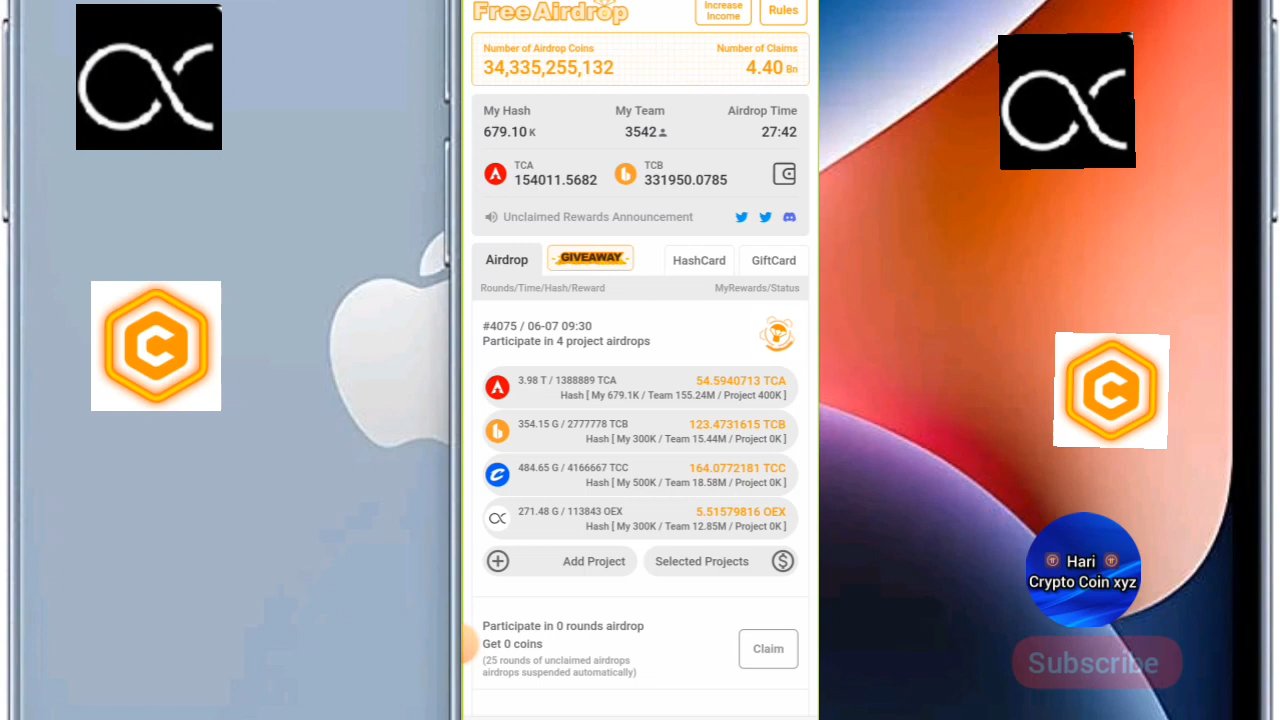 Free Airdrop
Increase
Income
Rules
Number of Airdrop Coins
Number of Claims
34,335,255,132
4.40 Bn
My Hash
My Team
Airdrop Time
679.10 K
3542
27:42
TCA
154011.5682
TCB
331950.0785
Unclaimed Rewards Announcement
Airdrop
GIVEAWAY
HashCard
GiftCard
Rounds/Time/Hash/Reward
MyRewards/Status
#4075 / 06-07 09:30
Participate in 4 project airdrops
3.98 T / 1388889 TCA
54.5940713 TCA
Hash [ My 679.1K / Team 155.24M / Project 400K ]
354.15 G / 2777778 TCB
123.4731615 TCB
Hash [ My 300K / Team 15.44M / Project 0K ]
484.65 G / 4166667 TCC
164.0772181 TCC
Hash [ My 500K / Team 18.58M / Project 0K ]
271.48 G / 113843 OEX
5.51579816 OEX
Hash [ My 300K / Team 12.85M / Project 0K ]
Add Project
Selected Projects
Participate in 0 rounds airdrop
Get 0 coins
(25 rounds of unclaimed airdrops
airdrops suspended automatically)
Claim
Hari
Crypto Coin xyz
Subscribe